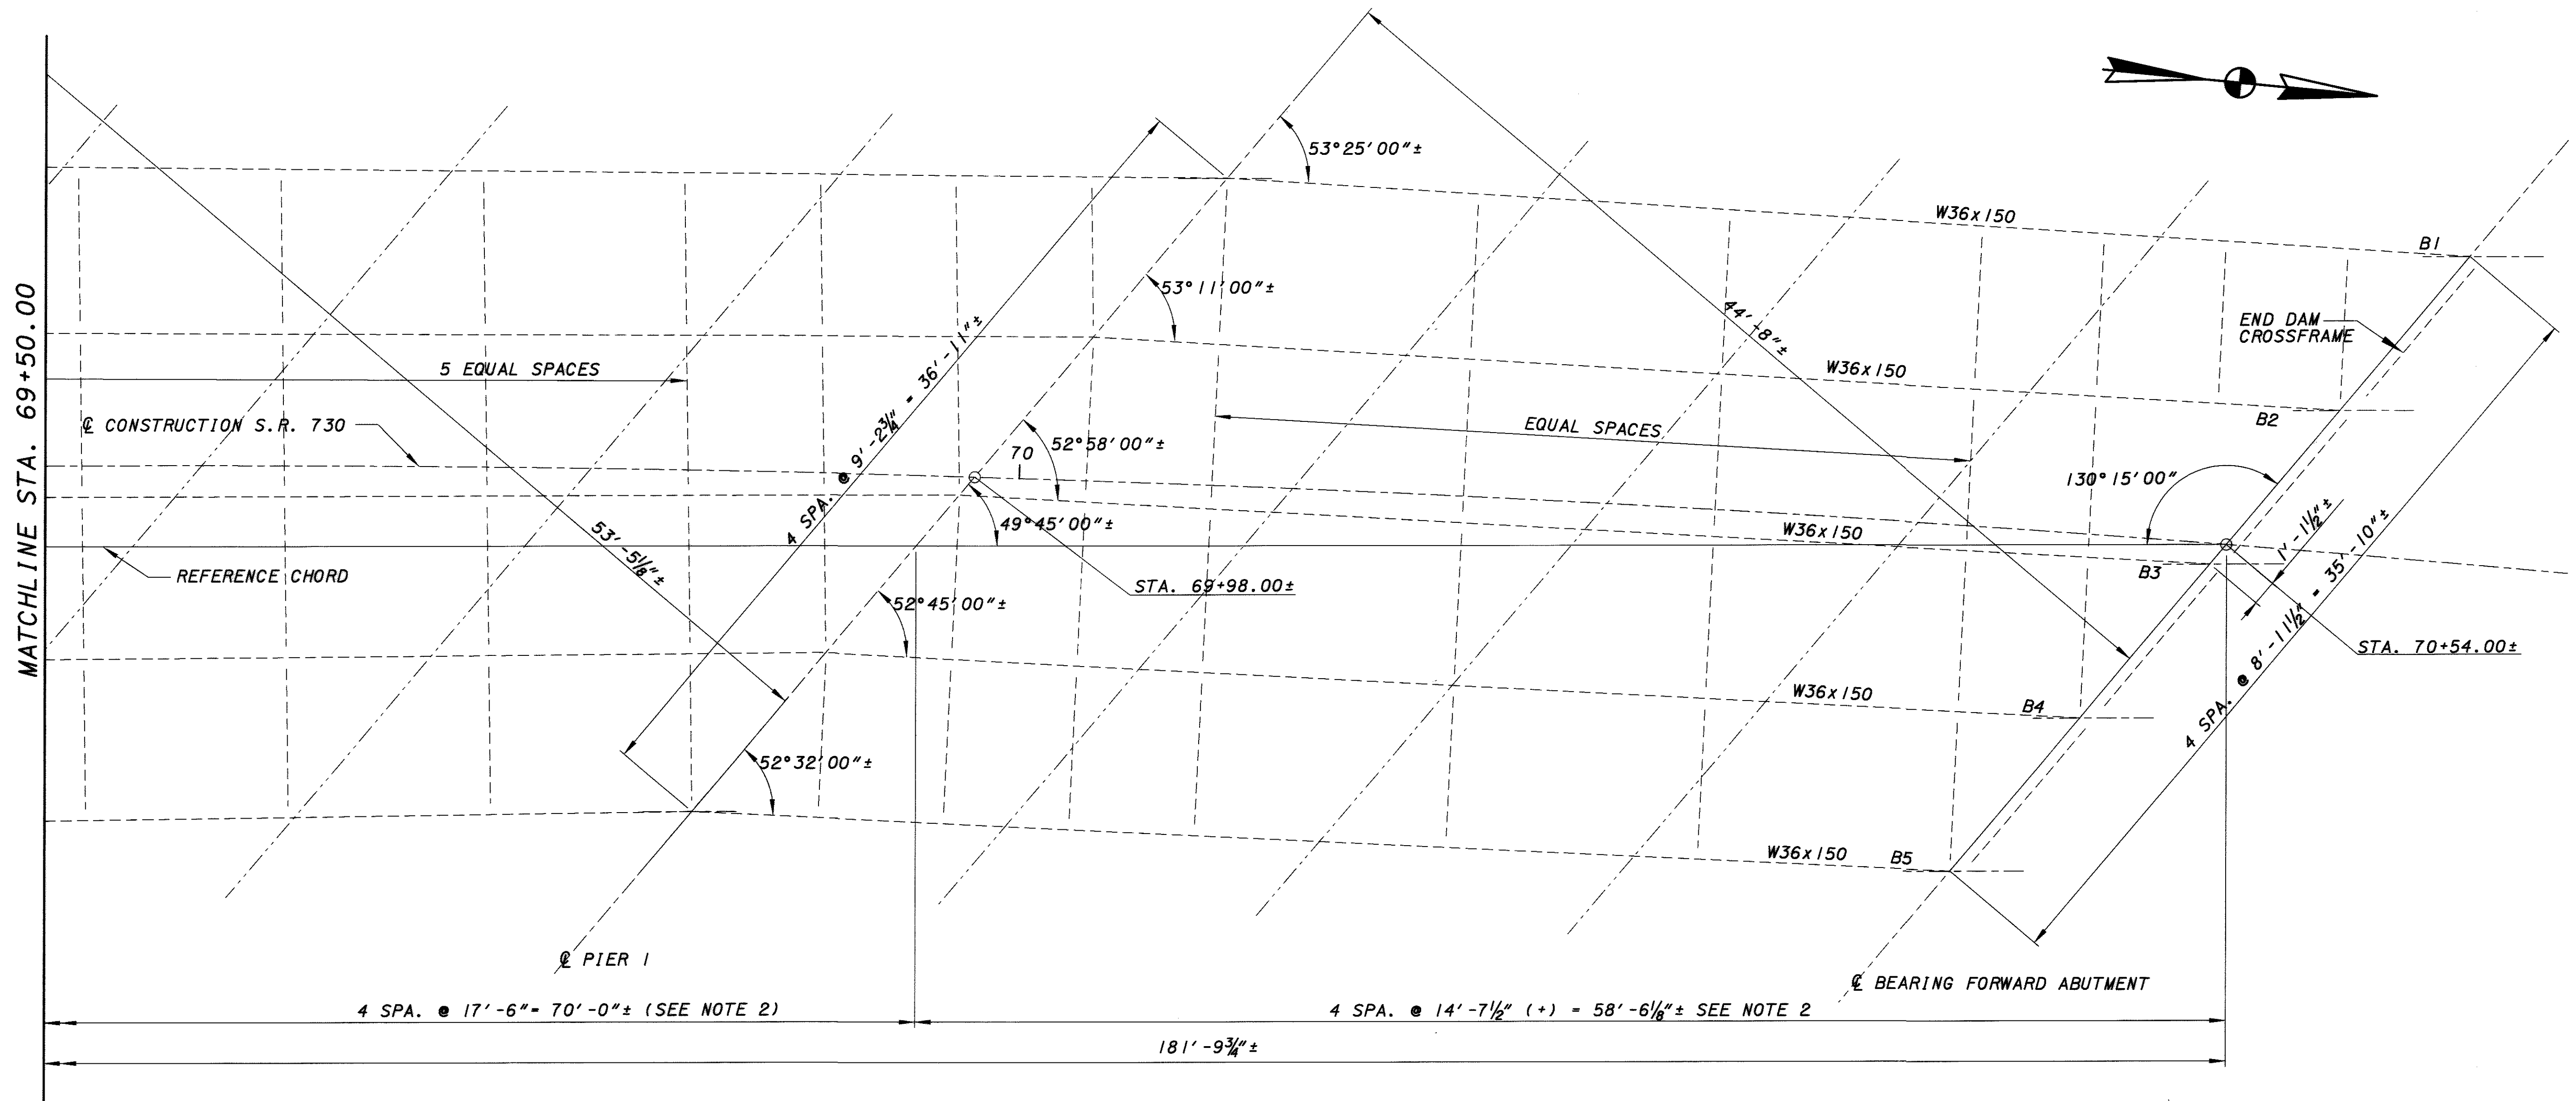 MATCHLINE STA. 69+50.00
53°25'00"±
W36x150
B1
53°11'00"±
44'-8"±
END DAM
CROSSFRAME
4 SPA. @ 9'-2¾" = 36'-11"±
5 EQUAL SPACES
W36x150
B2
℄ CONSTRUCTION S.R. 730
EQUAL SPACES
70
52°58'00"±
130°15'00"
49°45'00"±
W36x150
1'-1½"±
53'-5⅛"±
REFERENCE CHORD
B3
STA. 69+98.00±
52°45'00"±
4 SPA. @ 8'-11½" = 35'-10"±
STA. 70+54.00±
W36x150
B4
52°32'00"±
W36x150
B5
℄ PIER 1
℄ BEARING FORWARD ABUTMENT
4 SPA. @ 17'-6"= 70'-0"± (SEE NOTE 2)
4 SPA. @ 14'-7½" (+) = 58'-6⅛"± SEE NOTE 2
181'-9¾"±